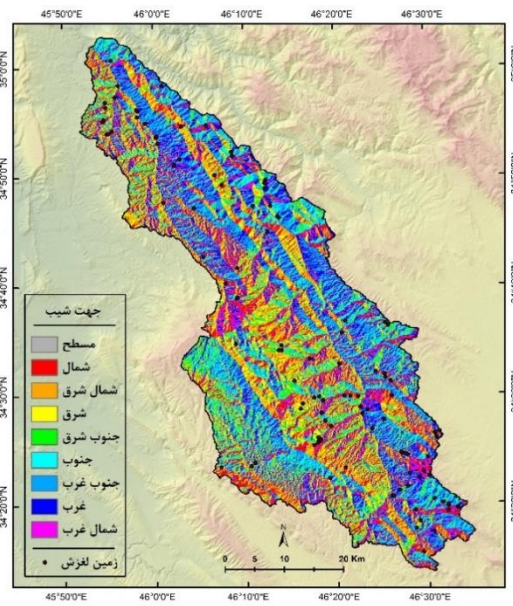 45°50'0"E 46°0'0"E 46°10'0"E 46°20'0"E 46°30'0"E
35°0'0"N
34°50'0"N
34°40'0"N
34°30'0"N
34°20'0"N
جهت شیب
مسطح
شمال
شمال شرق
شرق
جنوب شرق
جنوب
جنوب غرب
غرب
شمال غرب
زمین لغزش
N
0 5 10 20 Km
45°50'0"E 46°0'0"E 46°10'0"E 46°20'0"E 46°30'0"E